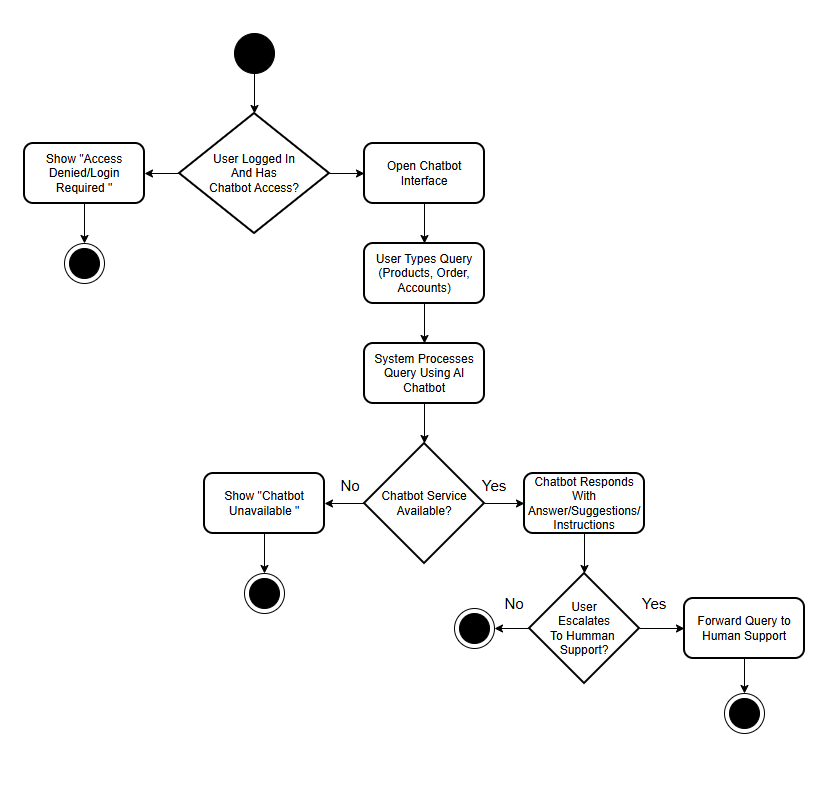 Show "Access
Denied/Login
Required "
User Logged In
And Has
Chatbot Access?
Open Chatbot
Interface
User Types Query
(Products, Order,
Accounts)
System Processes
Query Using AI
Chatbot
Show "Chatbot
Unavailable "
No
Chatbot Service
Available?
Yes
Chatbot Responds
With
Answer/Suggestions/
Instructions
No
User
Escalates
To Humman
Support?
Yes
Forward Query to
Human Support